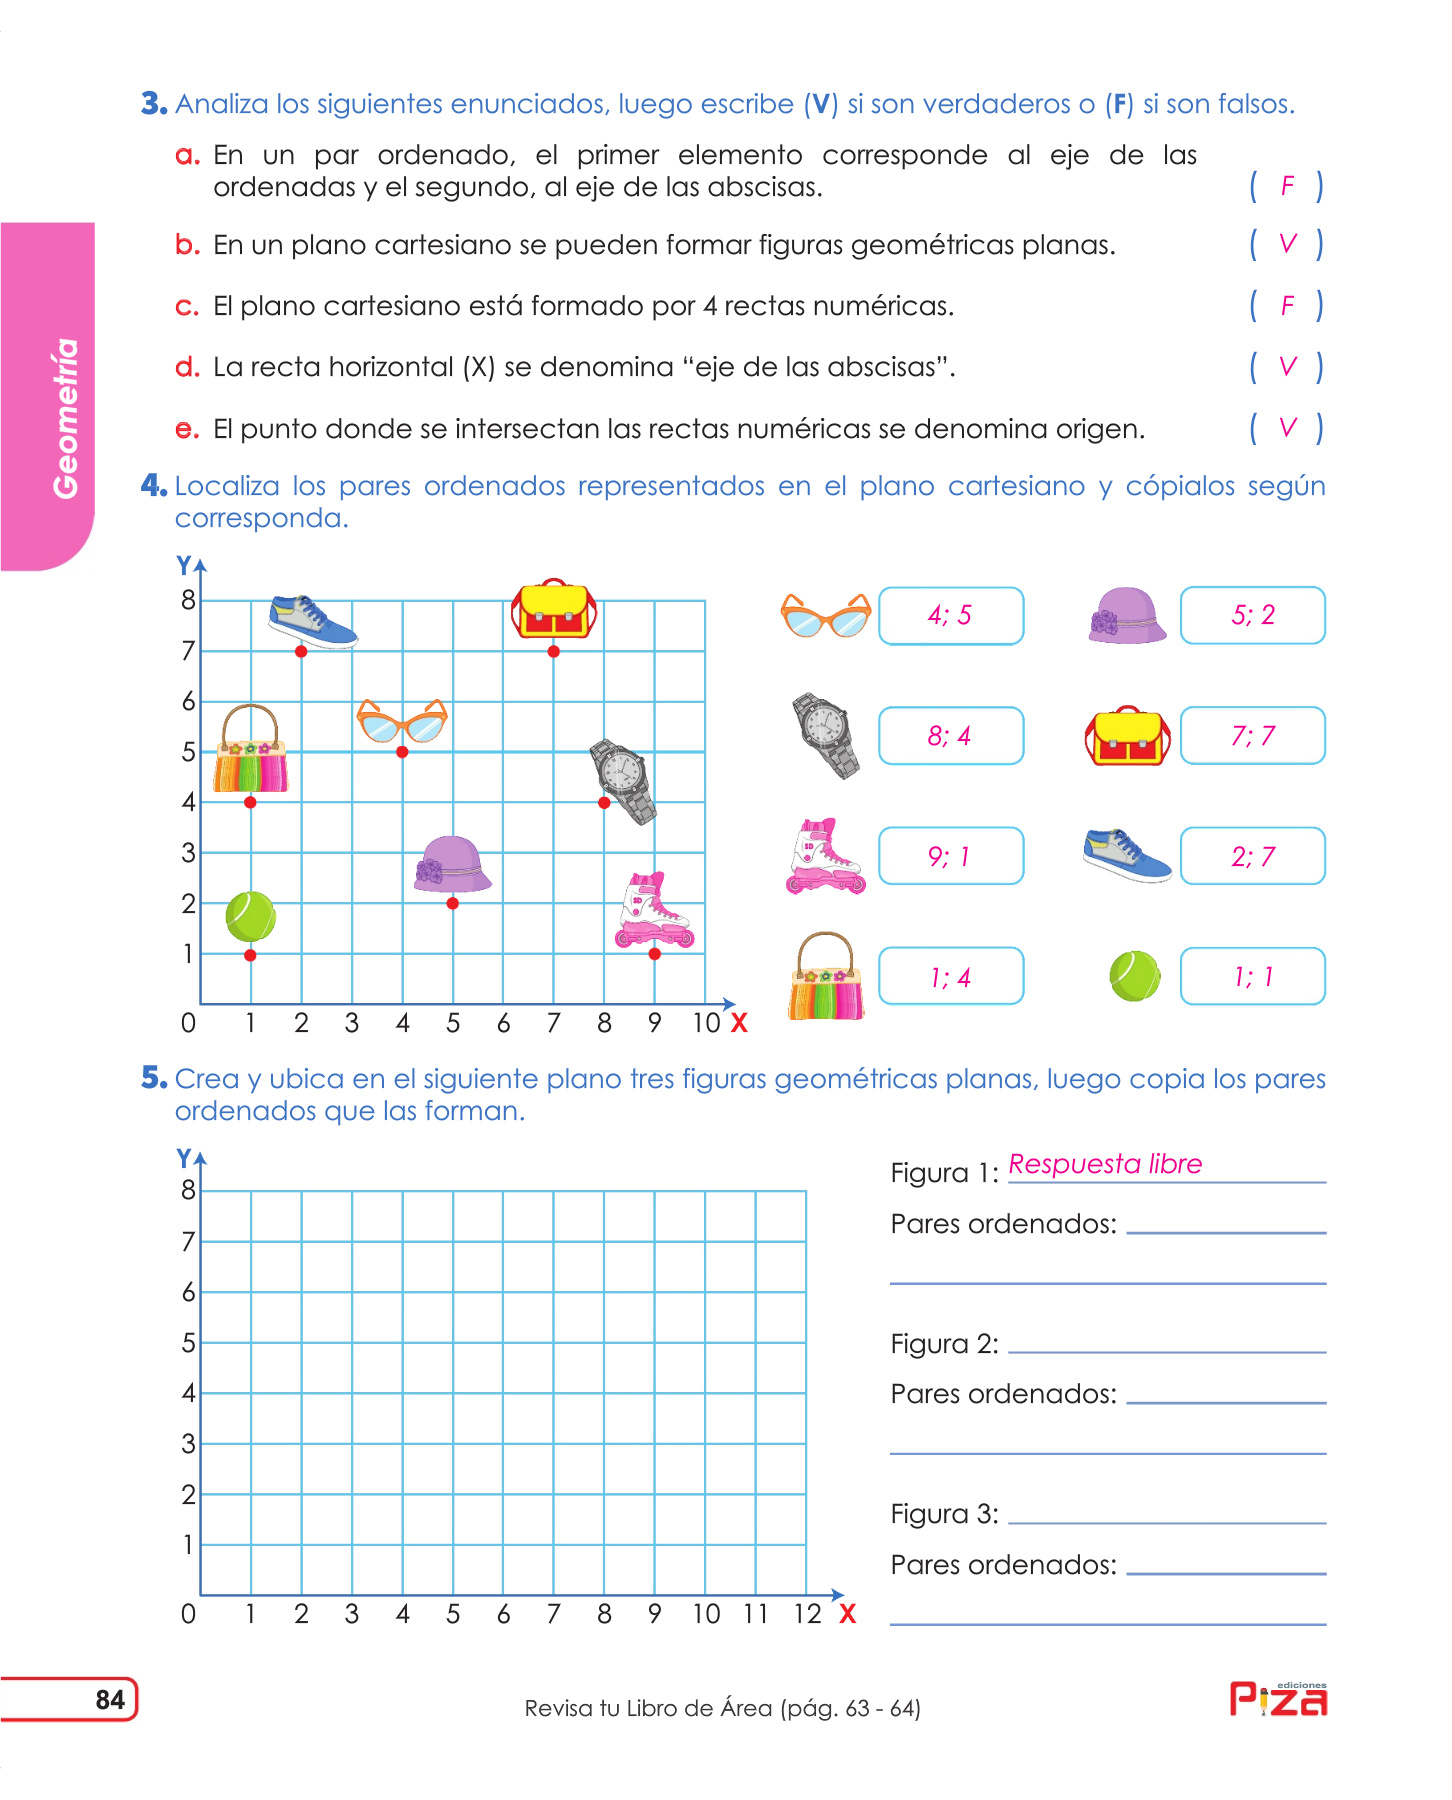 3. Analiza los siguientes enunciados, luego escribe (V) si son verdaderos o (F) si son falsos.
a. En un par ordenado, el primer elemento corresponde al eje de las
ordenadas y el segundo, al eje de las abscisas. ( F )
b. En un plano cartesiano se pueden formar figuras geométricas planas. ( V )
c. El plano cartesiano está formado por 4 rectas numéricas. ( F )
d. La recta horizontal (X) se denomina “eje de las abscisas”. ( V )
e. El punto donde se intersectan las rectas numéricas se denomina origen. ( V )
Geometría
4. Localiza los pares ordenados representados en el plano cartesiano y cópialos según
corresponda.
Y
8
7
6
5
4
3
2
1
0 1 2 3 4 5 6 7 8 9 10 X
4; 5 5; 2
8; 4 7; 7
9; 1 2; 7
1; 4 1; 1
5. Crea y ubica en el siguiente plano tres figuras geométricas planas, luego copia los pares
ordenados que las forman.
Y
8
7
6
5
4
3
2
1
0 1 2 3 4 5 6 7 8 9 10 11 12 X
Figura 1: Respuesta libre
Pares ordenados:
Figura 2:
Pares ordenados:
Figura 3:
Pares ordenados:
84
Revisa tu Libro de Área (pág. 63 - 64)
ediciones
Piza